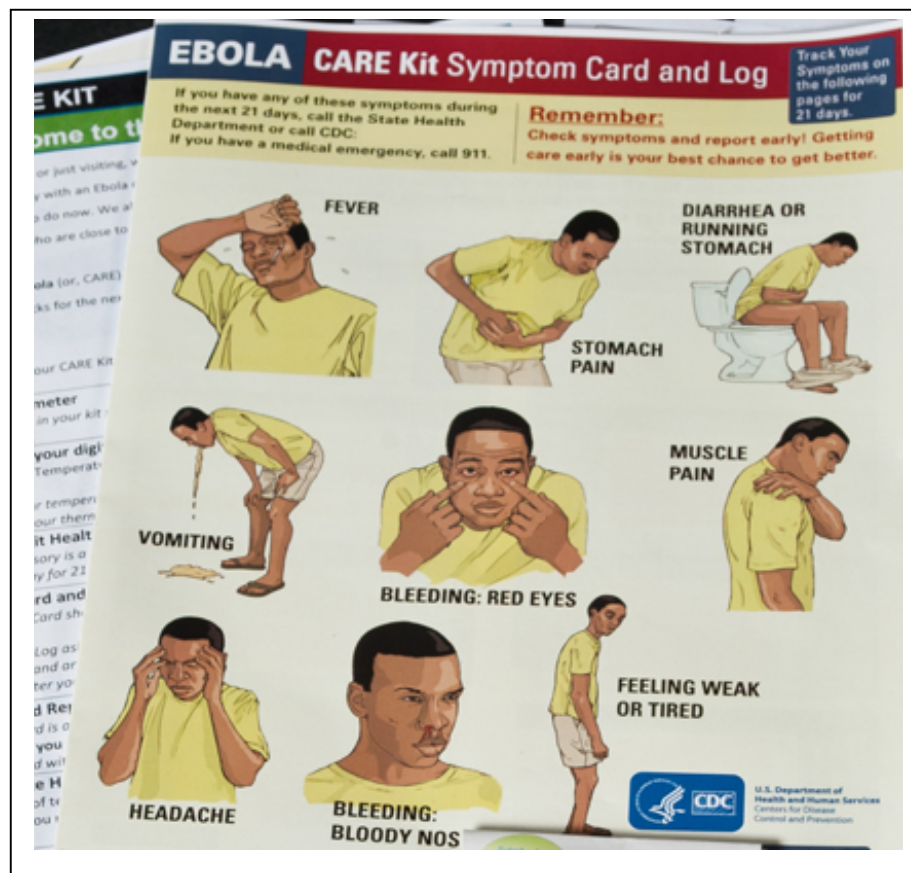 EBOLA CARE Kit Symptom Card and Log
Track Your
Symptoms on
the following
pages for
21 days.
If you have any of these symptoms during
the next 21 days, call the State Health
Department or call CDC:
If you have a medical emergency, call 911.
Remember:
Check symptoms and report early! Getting
care early is your best chance to get better.
FEVER
STOMACH
PAIN
DIARRHEA OR
RUNNING
STOMACH
VOMITING
BLEEDING: RED EYES
MUSCLE
PAIN
HEADACHE
BLEEDING:
BLOODY NOS
FEELING WEAK
OR TIRED
CDC
U.S. Department of
Health and Human Services
Centers for Disease
Control and Prevention
E KIT
ome to th
or just visiting, w
y with an Ebola
do now. We a
ho are close to
ola (or, CARE)
ks for the ne
our CARE Kit
meter
in your kit
your digi
Temperat
r temper
our therm
it Healt
sory is a
y for 21
rd and
Card sh
Log as
and ar
ter yo
d Re
rd is a
you
d wit
e H
of te
ou